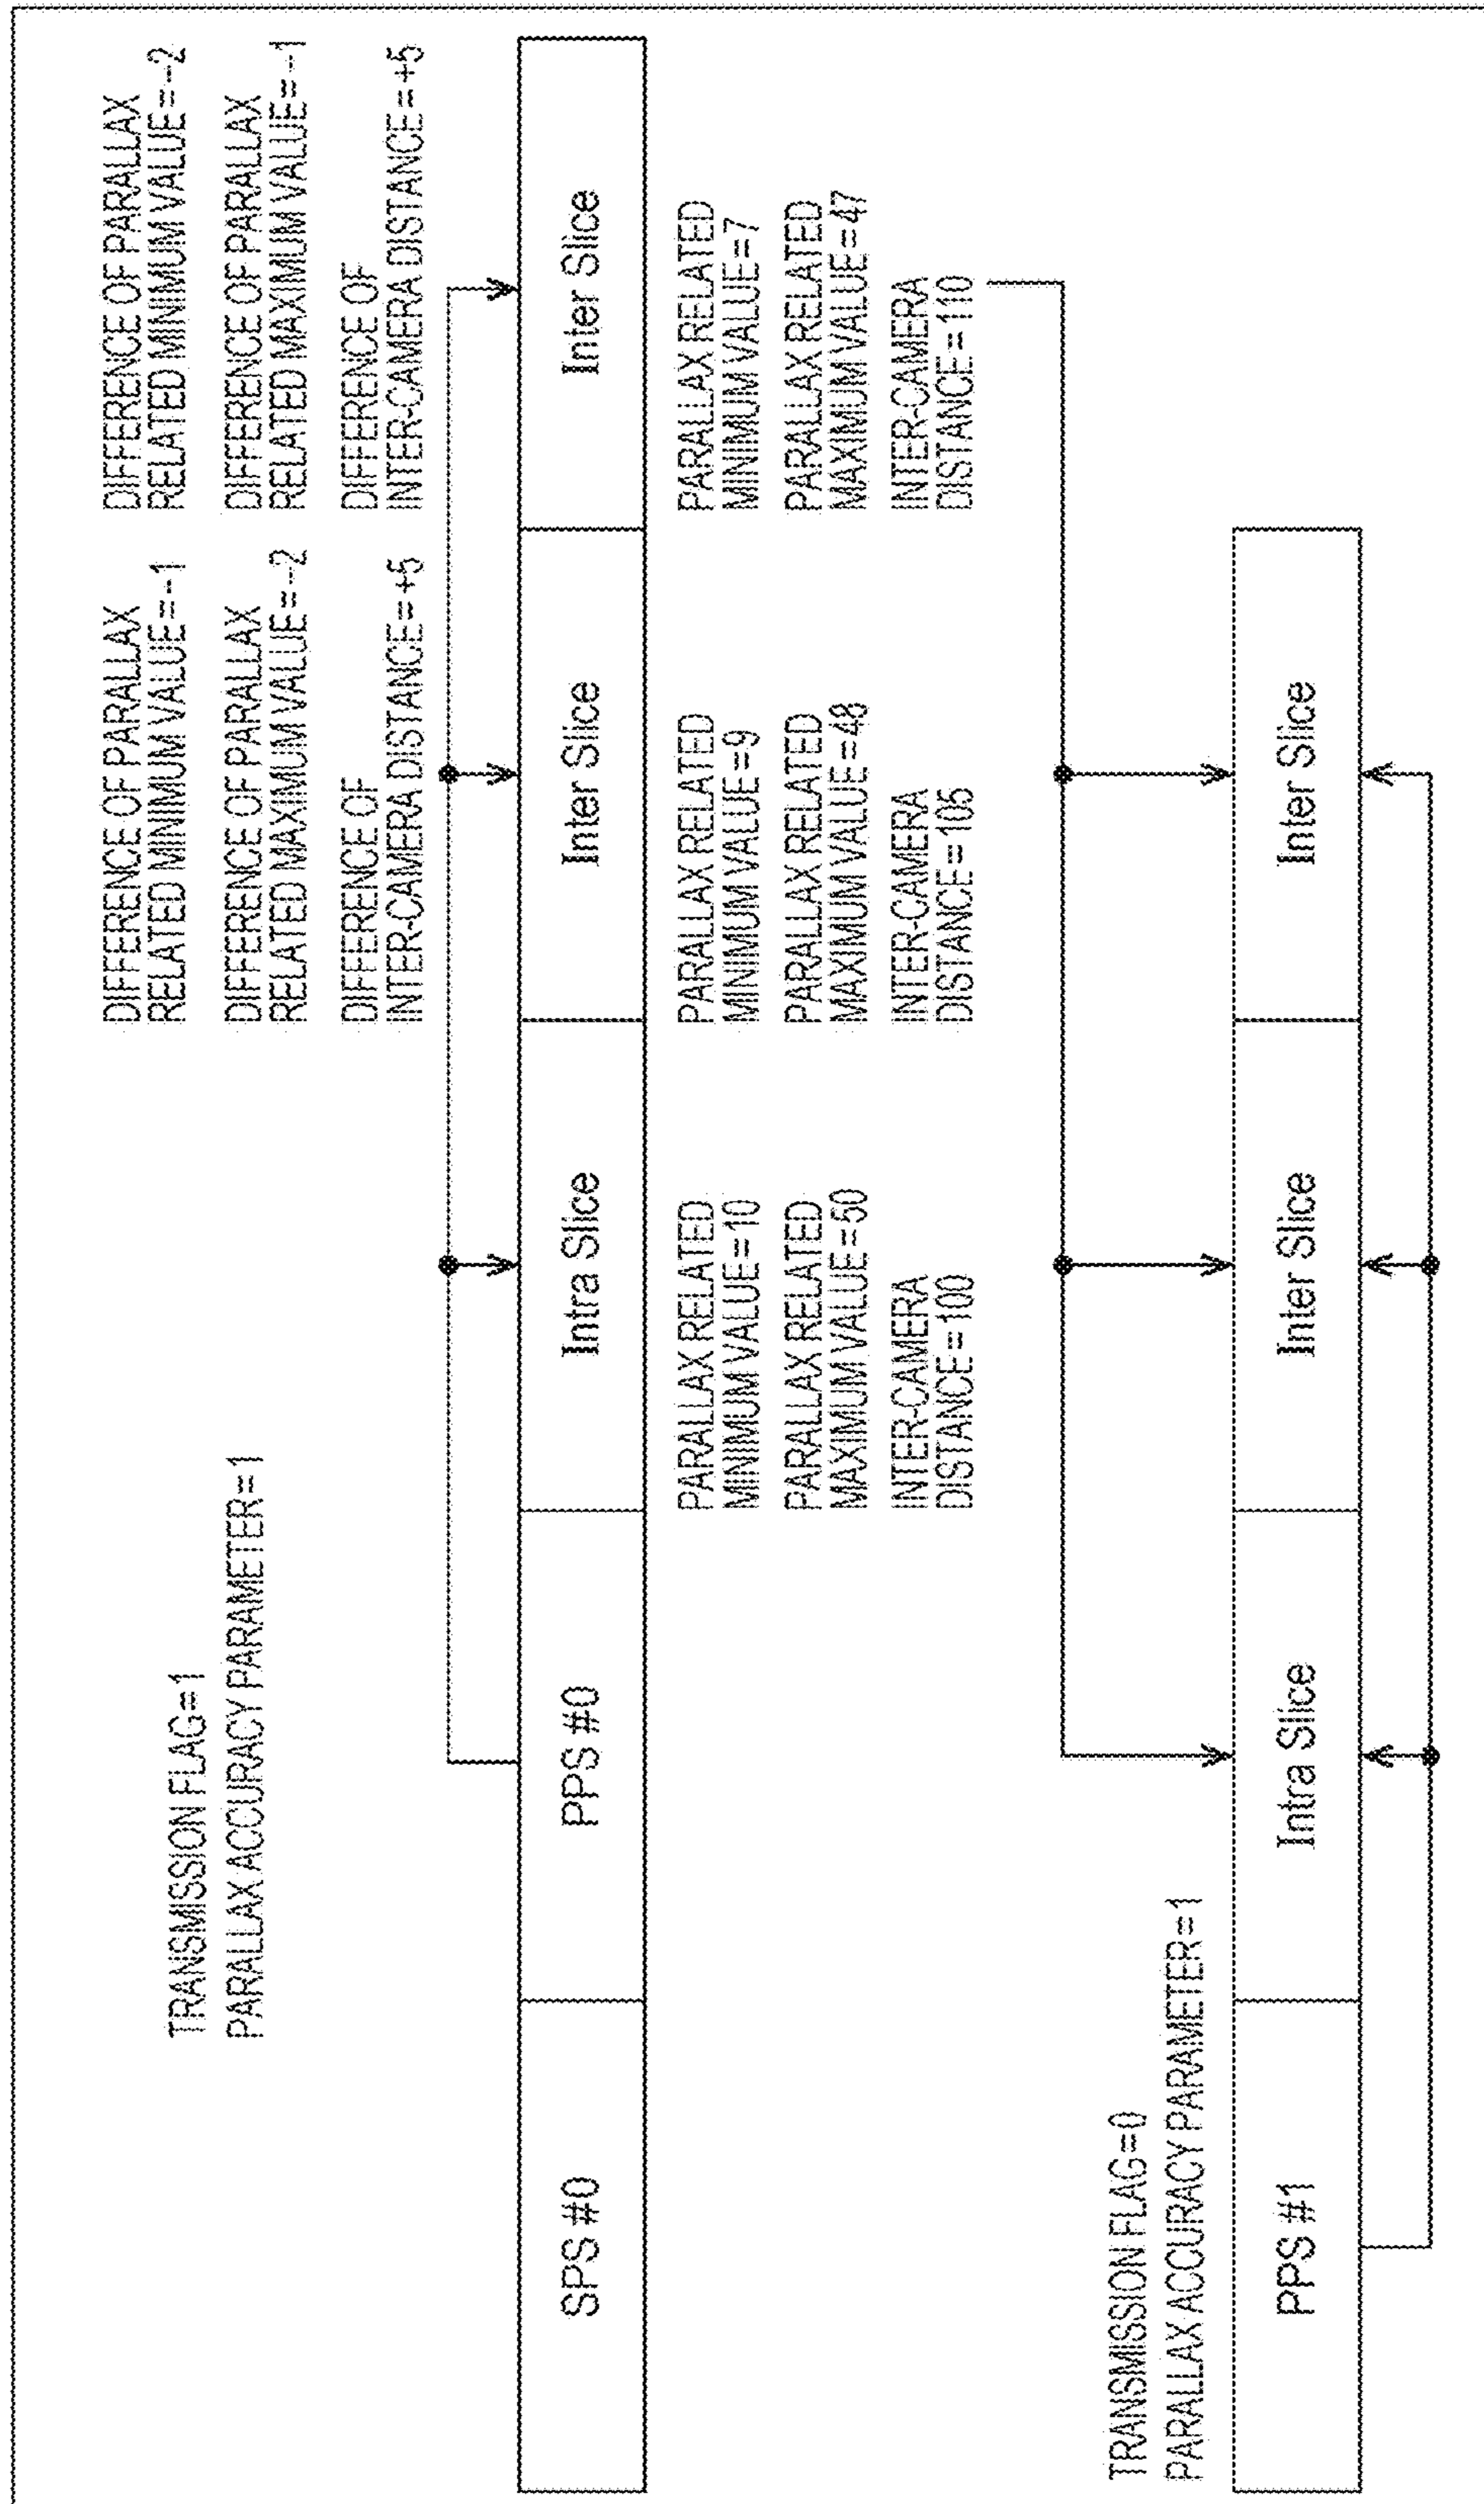 TRANSMISSION FLAG=1
PARALLAX ACCURACY PARAMETER=1
DIFFERENCE OF PARALLAX
RELATED MINIMUM VALUE=-1
DIFFERENCE OF PARALLAX
RELATED MAXIMUM VALUE=-2
DIFFERENCE OF
INTER-CAMERA DISTANCE=+5
DIFFERENCE OF PARALLAX
RELATED MINIMUM VALUE=-2
DIFFERENCE OF PARALLAX
RELATED MAXIMUM VALUE=-1
DIFFERENCE OF
INTER-CAMERA DISTANCE=+5
SPS #0
PPS #0
Intra Slice
Inter Slice
Inter Slice
PARALLAX RELATED
MINIMUM VALUE=10
PARALLAX RELATED
MAXIMUM VALUE=50
INTER-CAMERA
DISTANCE=100
PARALLAX RELATED
MINIMUM VALUE=9
PARALLAX RELATED
MAXIMUM VALUE=48
INTER-CAMERA
DISTANCE=105
PARALLAX RELATED
MINIMUM VALUE=7
PARALLAX RELATED
MAXIMUM VALUE=47
INTER-CAMERA
DISTANCE=110
TRANSMISSION FLAG=0
PARALLAX ACCURACY PARAMETER=1
PPS #1
Intra Slice
Inter Slice
Inter Slice